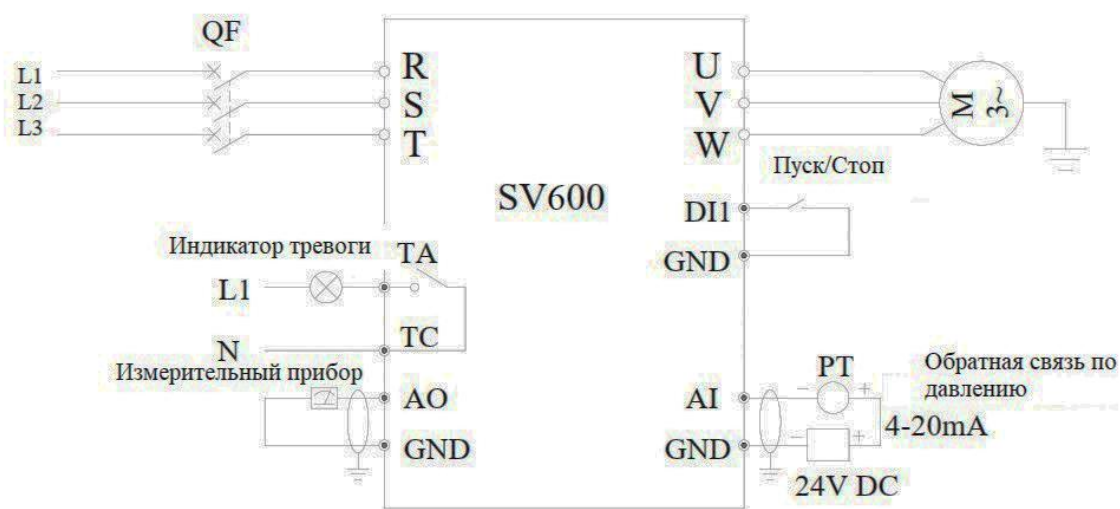 QF
L1
L2
L3
R
S
T
U
V
W
M
3~
Пуск/Стоп
SV600
DI1
GND
Индикатор тревоги
TA
L1
TC
N
Измерительный прибор
AO
GND
AI
GND
− PT +
Обратная связь по
давлению
4-20mA
− +
24V DC